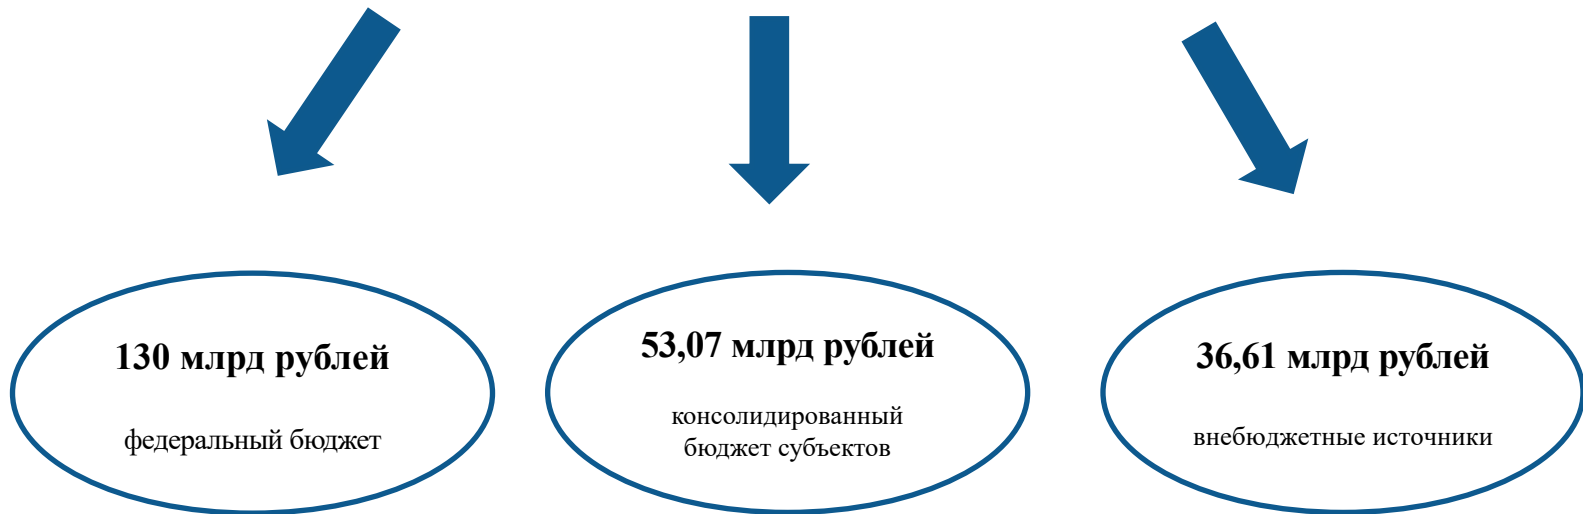 130 млрд рублей
федеральный бюджет
53,07 млрд рублей
консолидированный
бюджет субъектов
36,61 млрд рублей
внебюджетные источники